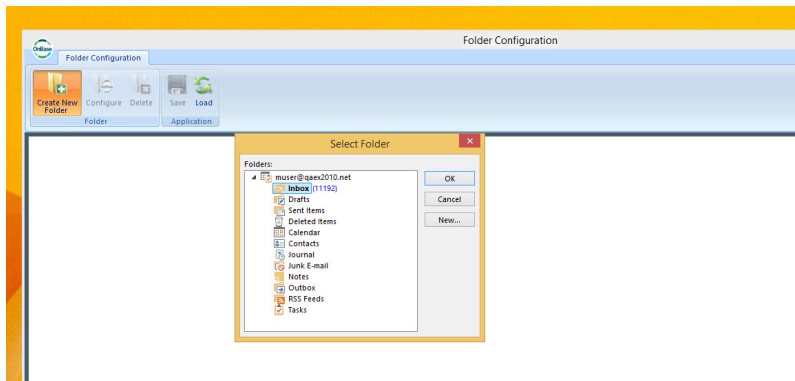 Folder Configuration
OnBase
Folder Configuration
Create New Folder
Configure
Delete
Save
Load
Folder
Application
Select Folder
Folders:
muser@qaex2010.net
Inbox (11192)
Drafts
Sent Items
Deleted Items
Calendar
Contacts
Journal
Junk E-mail
Notes
Outbox
RSS Feeds
Tasks
OK
Cancel
New...